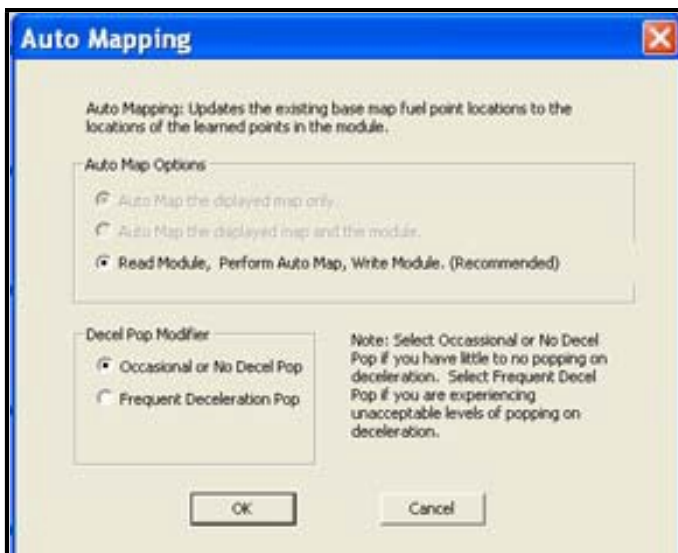 Auto Mapping
Auto Mapping: Updates the existing base map fuel point locations to the
locations of the learned points in the module.
Auto Map Options
Auto Map the diplayed map only.
Auto Map the displayed map and the module.
Read Module, Perform Auto Map, Write Module. (Recommended)
Decel Pop Modifier
Occasional or No Decel Pop
Frequent Deceleration Pop
Note: Select Occassional or No Decel
Pop if you have little to no popping on
deceleration. Select Frequent Decel
Pop if you are experiencing
unacceptable levels of popping on
deceleration.
OK
Cancel